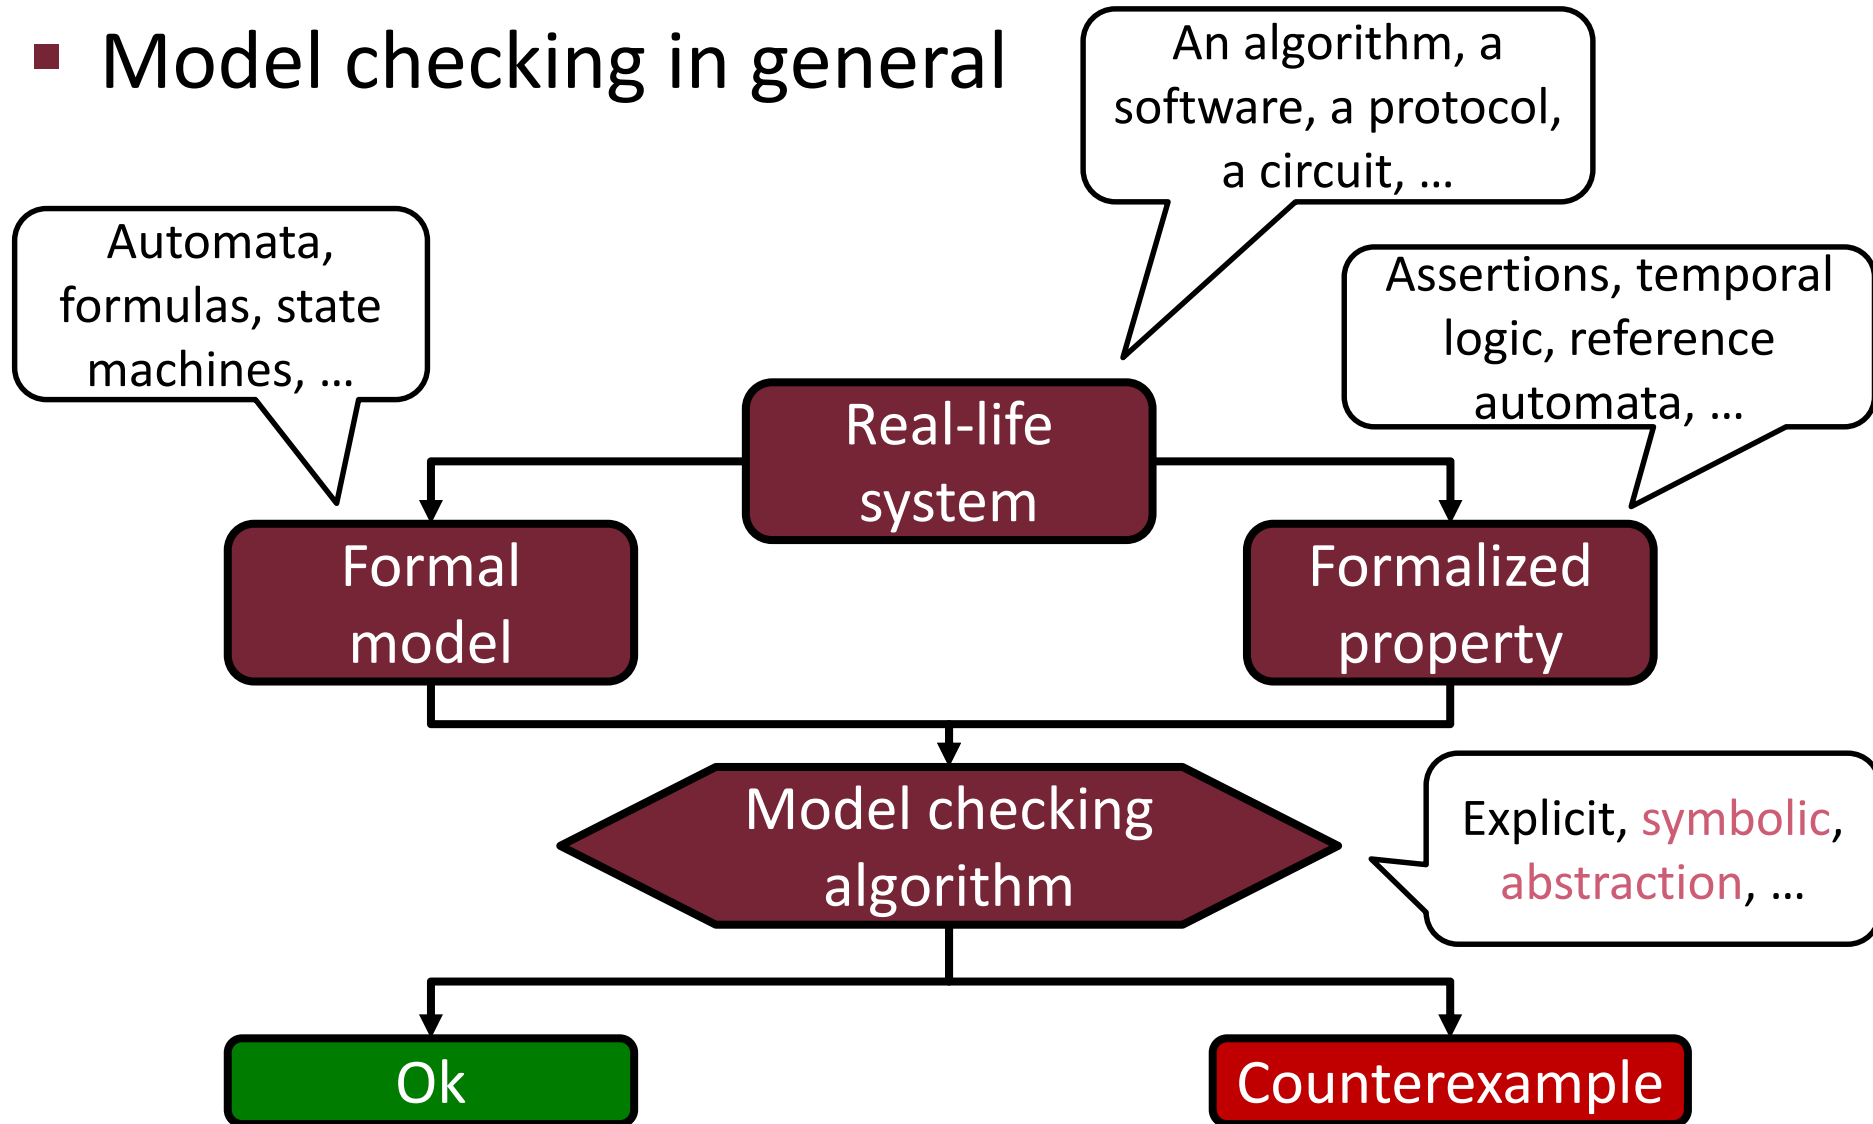 Model checking in general
An algorithm, a
software, a protocol,
a circuit, ...
Automata,
formulas, state
machines, ...
Assertions, temporal
logic, reference
automata, ...
Real-life
system
Formal
model
Formalized
property
Model checking
algorithm
Explicit, symbolic,
abstraction, ...
Ok
Counterexample